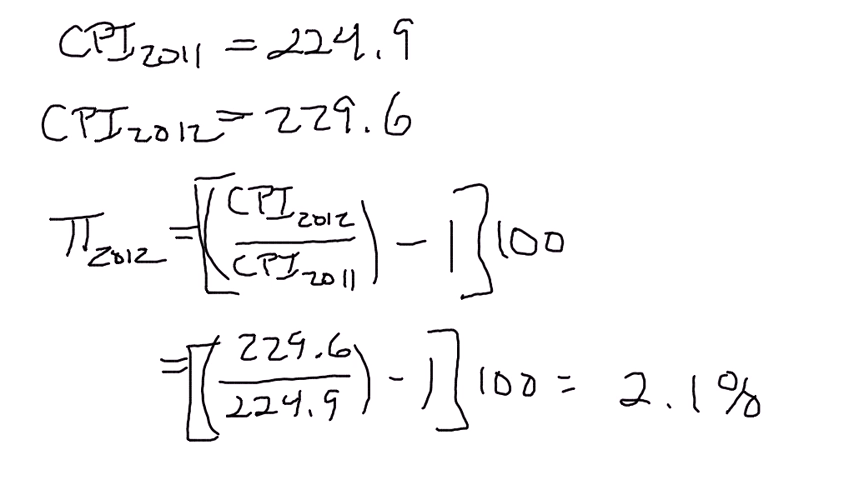 CPI₂₀₁₁ = 224.9
CPI₂₀₁₂ = 229.6
π₂₀₁₂ = [(CPI₂₀₁₂ / CPI₂₀₁₁) − 1] 100
= [(229.6 / 224.9) − 1] 100 = 2.1%